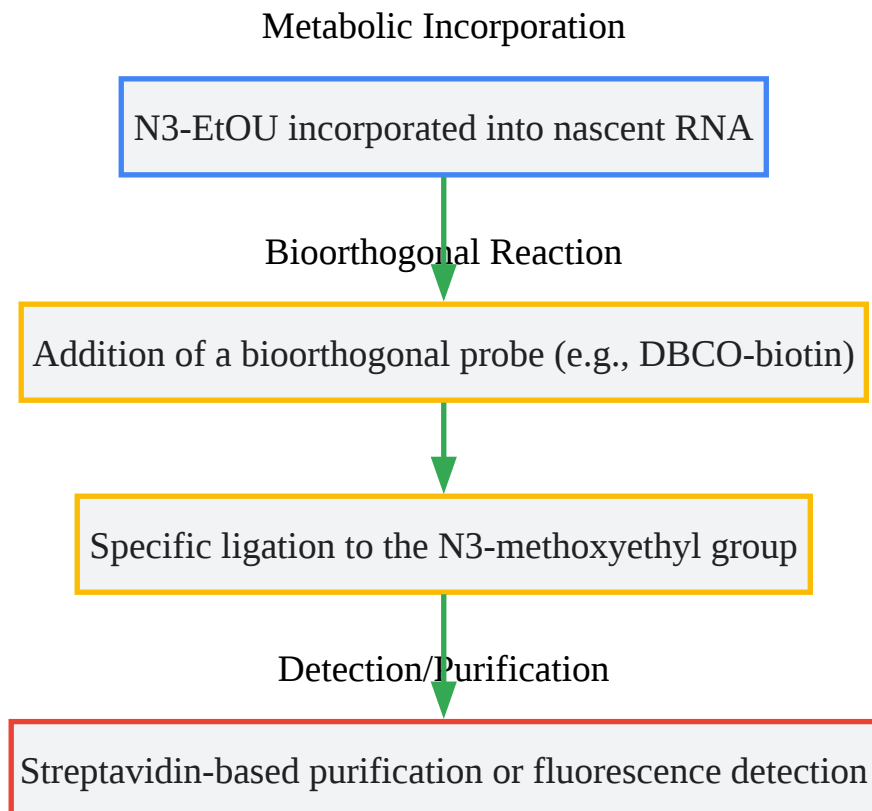 Metabolic Incorporation
N3-EtOU incorporated into nascent RNA
Bioorthogonal Reaction
Addition of a bioorthogonal probe (e.g., DBCO-biotin)
Specific ligation to the N3-methoxyethyl group
Detection/Purification
Streptavidin-based purification or fluorescence detection